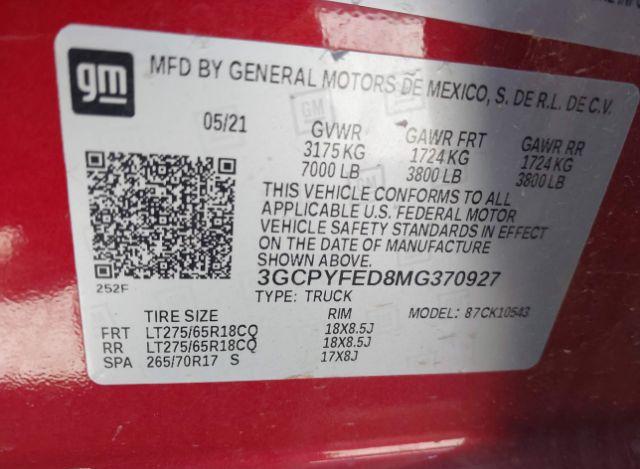 gm
MFD BY GENERAL MOTORS DE MEXICO, S. DE R.L. DE C.V.
05/21 GVWR GAWR FRT GAWR RR
3175 KG 1724 KG 1724 KG
7000 LB 3800 LB 3800 LB
THIS VEHICLE CONFORMS TO ALL
APPLICABLE U.S. FEDERAL MOTOR
VEHICLE SAFETY STANDARDS IN EFFECT
ON THE DATE OF MANUFACTURE
SHOWN ABOVE.
252F 3GCPYFED8MG370927
TYPE: TRUCK MODEL: 87CK10543
TIRE SIZE RIM
FRT LT275/65R18CQ 18X8.5J
RR LT275/65R18CQ 18X8.5J
SPA 265/70R17 S 17X8J